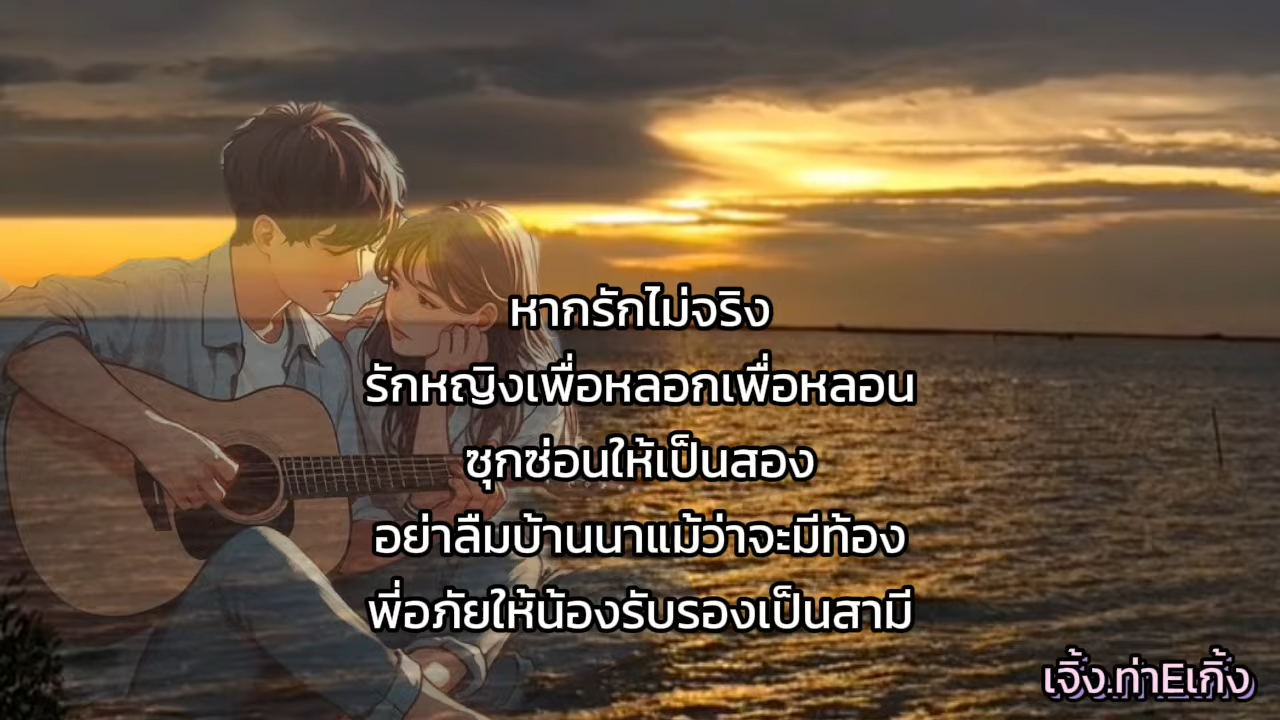 หากรักไม่จริง
รักหญิงเพื่อหลอกเพื่อหลอน
ซุกซ่อนให้เป็นสอง
อย่าลืมบ้านนาแม้ว่าจะมีท้อง
พี่อภัยให้น้องรับรองเป็นสามี
เจิ้ง.ท่าEเกิ้ง